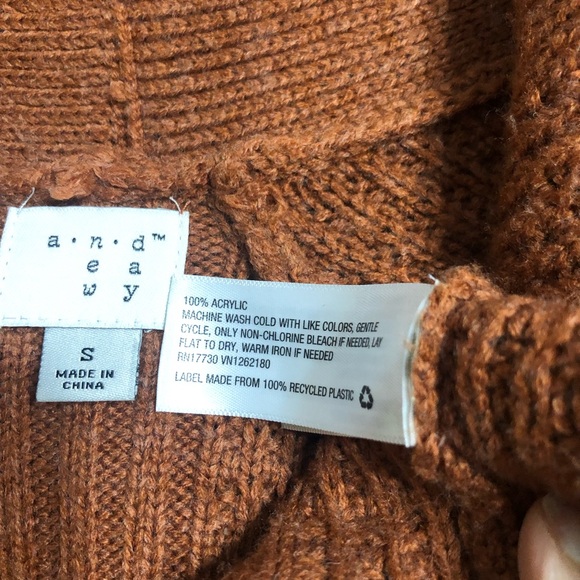 a·n·d™
e a
w y
S
MADE IN
CHINA
100% ACRYLIC
MACHINE WASH COLD WITH LIKE COLORS, GENTLE
CYCLE, ONLY NON-CHLORINE BLEACH IF NEEDED, LAY
FLAT TO DRY, WARM IRON IF NEEDED
RN17730 VN1262180
LABEL MADE FROM 100% RECYCLED PLASTIC